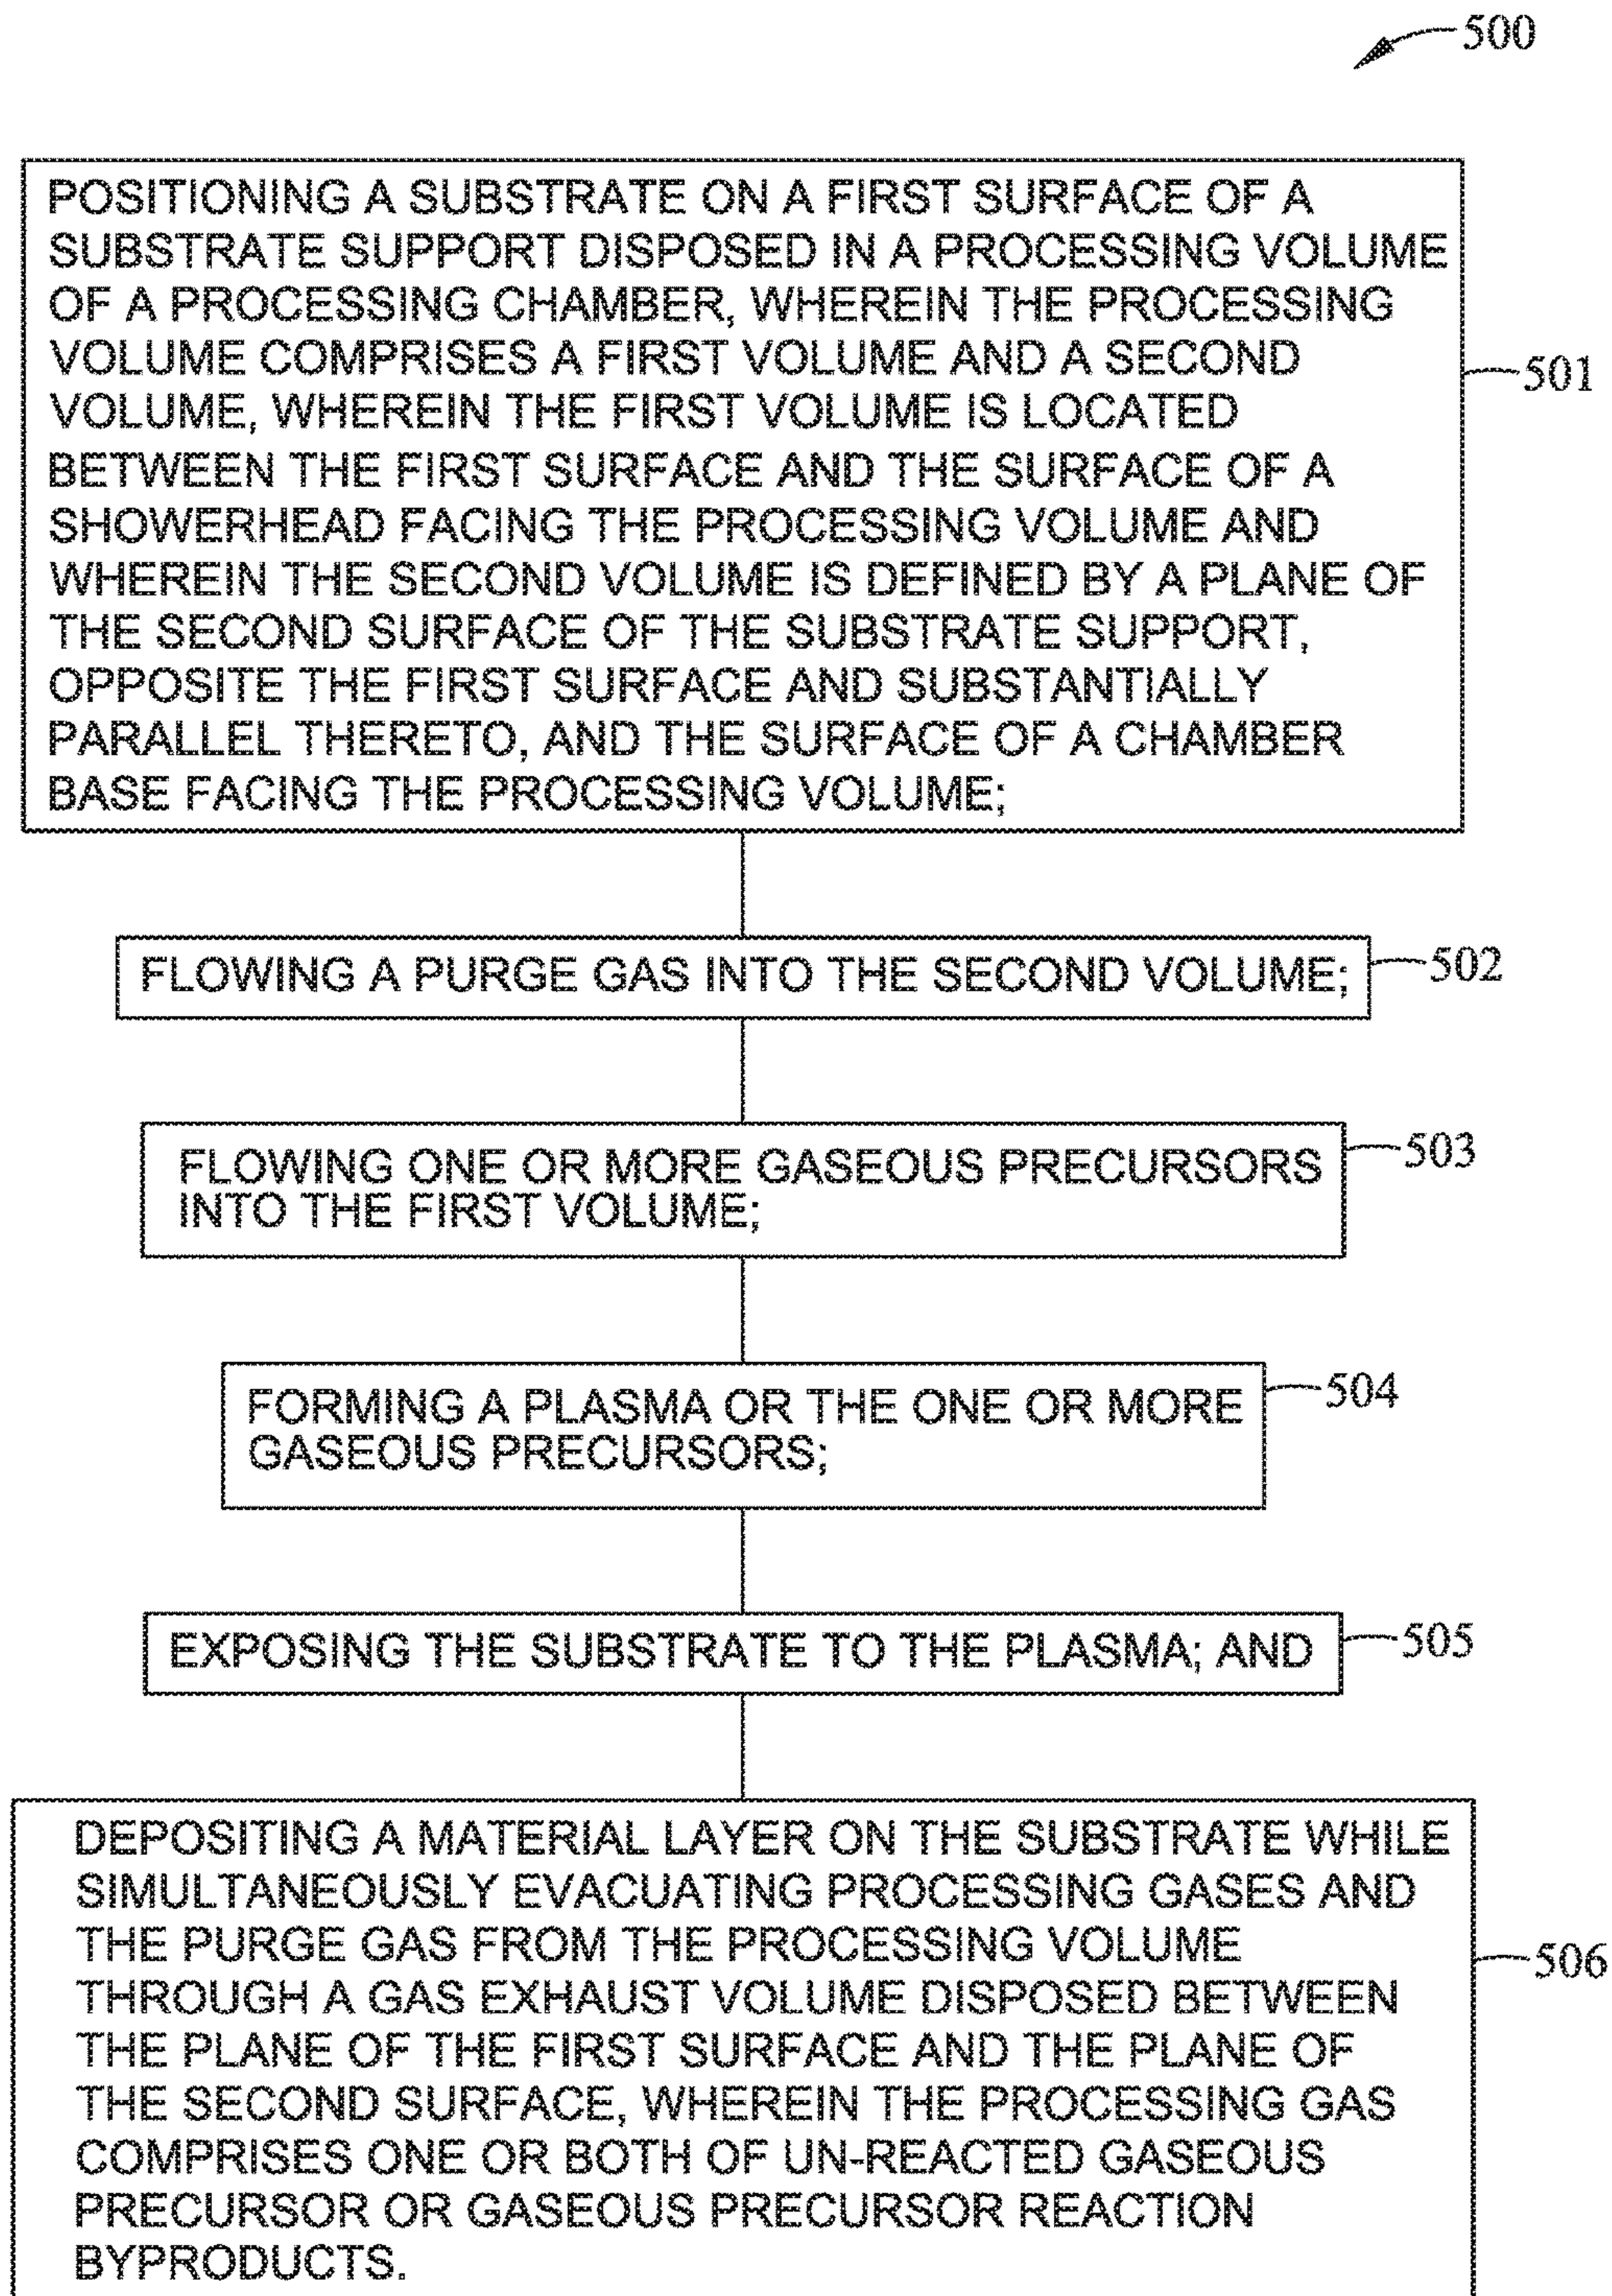 500
POSITIONING A SUBSTRATE ON A FIRST SURFACE OF A
SUBSTRATE SUPPORT DISPOSED IN A PROCESSING VOLUME
OF A PROCESSING CHAMBER, WHEREIN THE PROCESSING
VOLUME COMPRISES A FIRST VOLUME AND A SECOND
VOLUME, WHEREIN THE FIRST VOLUME IS LOCATED
BETWEEN THE FIRST SURFACE AND THE SURFACE OF A
SHOWERHEAD FACING THE PROCESSING VOLUME AND
WHEREIN THE SECOND VOLUME IS DEFINED BY A PLANE OF
THE SECOND SURFACE OF THE SUBSTRATE SUPPORT,
OPPOSITE THE FIRST SURFACE AND SUBSTANTIALLY
PARALLEL THERETO, AND THE SURFACE OF A CHAMBER
BASE FACING THE PROCESSING VOLUME;
501
FLOWING A PURGE GAS INTO THE SECOND VOLUME;
502
FLOWING ONE OR MORE GASEOUS PRECURSORS
INTO THE FIRST VOLUME;
503
FORMING A PLASMA OR THE ONE OR MORE
GASEOUS PRECURSORS;
504
EXPOSING THE SUBSTRATE TO THE PLASMA; AND
505
DEPOSITING A MATERIAL LAYER ON THE SUBSTRATE WHILE
SIMULTANEOUSLY EVACUATING PROCESSING GASES AND
THE PURGE GAS FROM THE PROCESSING VOLUME
THROUGH A GAS EXHAUST VOLUME DISPOSED BETWEEN
THE PLANE OF THE FIRST SURFACE AND THE PLANE OF
THE SECOND SURFACE, WHEREIN THE PROCESSING GAS
COMPRISES ONE OR BOTH OF UN-REACTED GASEOUS
PRECURSOR OR GASEOUS PRECURSOR REACTION
BYPRODUCTS.
506